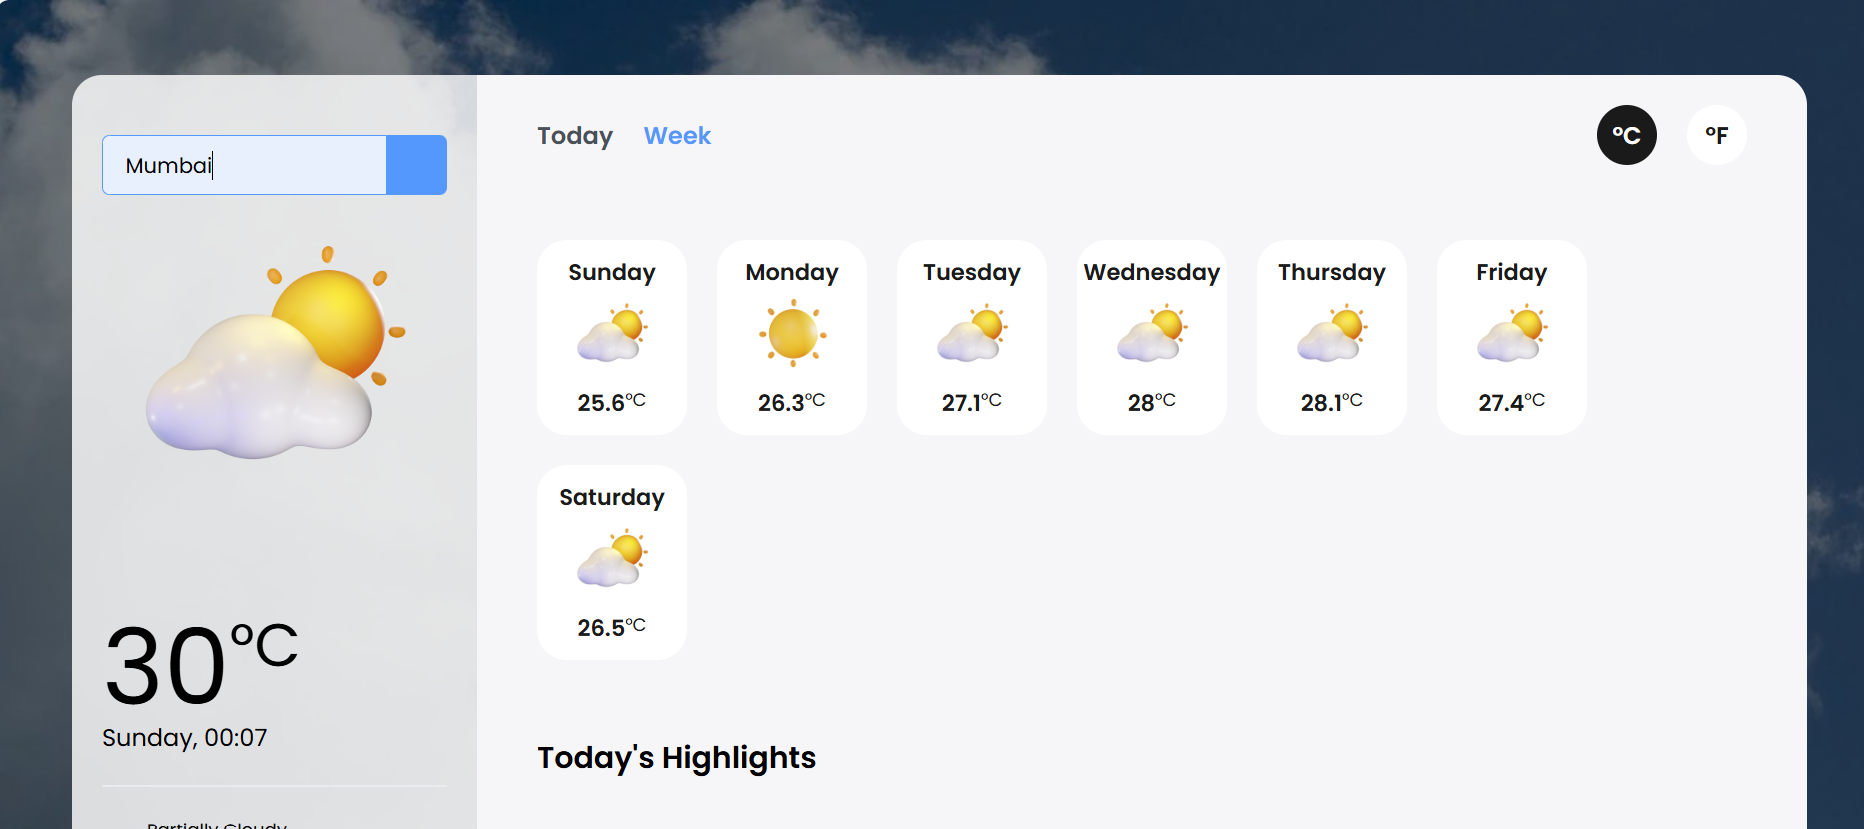 Mumbai
30°C
Sunday, 00:07
Partially Cloudy
Today Week
°C °F
Sunday Monday Tuesday Wednesday Thursday Friday
25.6°C 26.3°C 27.1°C 28°C 28.1°C 27.4°C
Saturday
26.5°C
Today's Highlights